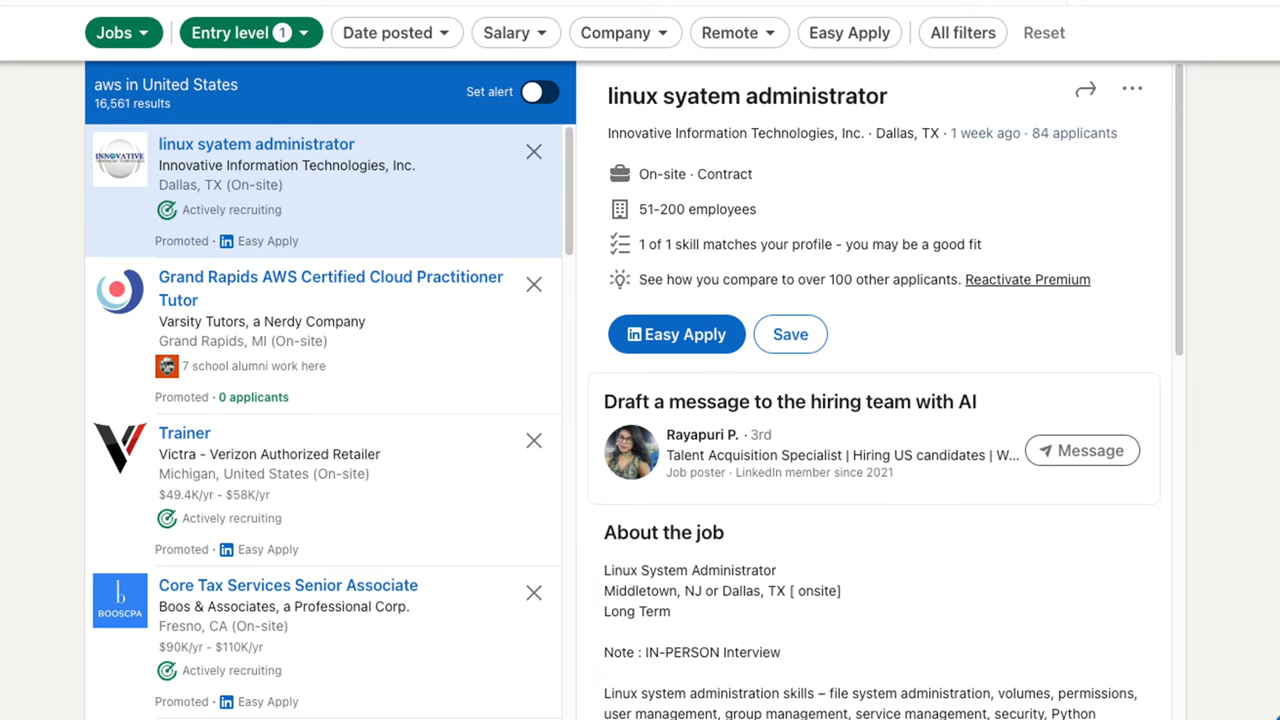 Jobs
Entry level 1
Date posted
Salary
Company
Remote
Easy Apply
All filters
Reset
aws in United States
16,561 results
Set alert
INNOVATIVE
linux syatem administrator
Innovative Information Technologies, Inc.
Dallas, TX (On-site)
Actively recruiting
Promoted · in Easy Apply
Grand Rapids AWS Certified Cloud Practitioner
Tutor
Varsity Tutors, a Nerdy Company
Grand Rapids, MI (On-site)
7 school alumni work here
Promoted · 0 applicants
Trainer
Victra - Verizon Authorized Retailer
Michigan, United States (On-site)
$49.4K/yr - $58K/yr
Actively recruiting
Promoted · in Easy Apply
b
BOOSCPA
Core Tax Services Senior Associate
Boos & Associates, a Professional Corp.
Fresno, CA (On-site)
$90K/yr - $110K/yr
Actively recruiting
Promoted · in Easy Apply
linux syatem administrator
Innovative Information Technologies, Inc. · Dallas, TX · 1 week ago · 84 applicants
On-site · Contract
51-200 employees
1 of 1 skill matches your profile - you may be a good fit
See how you compare to over 100 other applicants. Reactivate Premium
in Easy Apply
Save
Draft a message to the hiring team with AI
Rayapuri P. · 3rd
Talent Acquisition Specialist | Hiring US candidates | W...
Job poster · LinkedIn member since 2021
Message
About the job
Linux System Administrator
Middletown, NJ or Dallas, TX [ onsite]
Long Term
Note : IN-PERSON Interview
Linux system administration skills – file system administration, volumes, permissions,
user management, group management, service management, security, Python